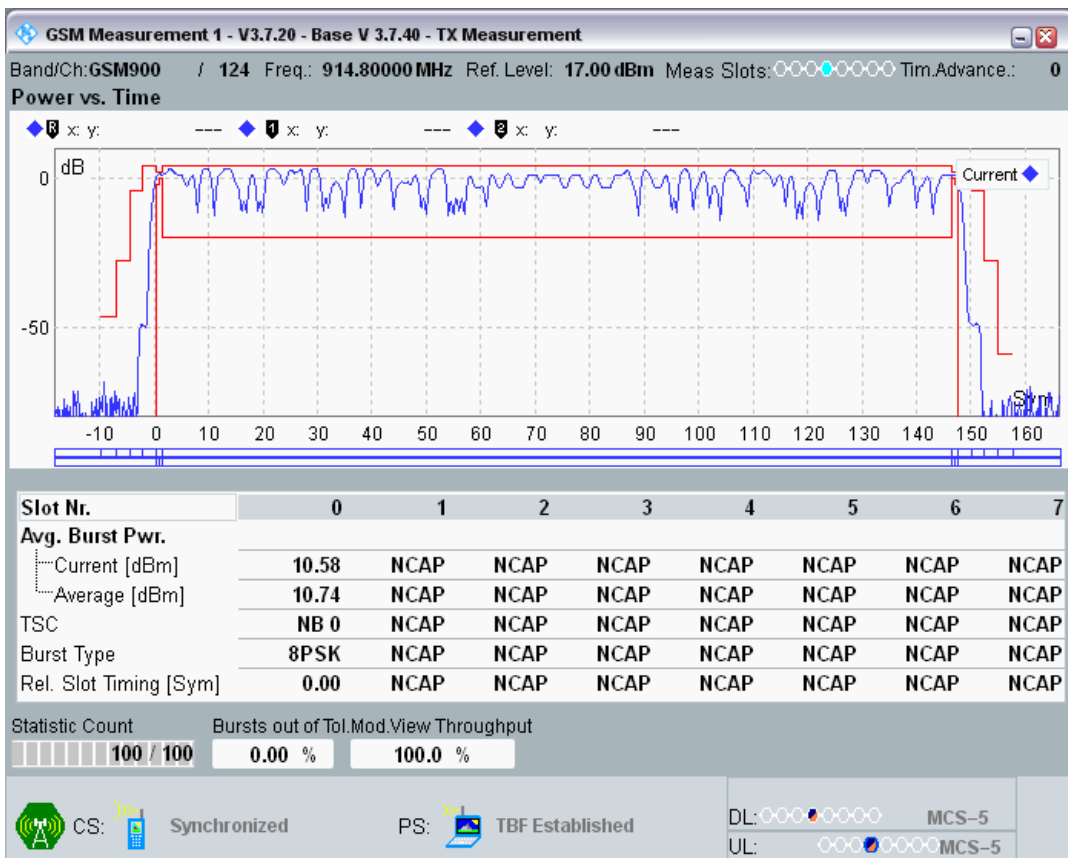 GSM Measurement 1 - V3.7.20 - Base V 3.7.40 - TX Measurement
Band/Ch:GSM900 / 124 Freq.: 914.80000 MHz Ref. Level: 17.00 dBm Meas Slots: Tim.Advance.: 0
Power vs. Time
R x: y: --- 1 x: y: --- 2 x: y: ---
dB
Current
0
-50
Sym
-10 0 10 20 30 40 50 60 70 80 90 100 110 120 130 140 150 160
Slot Nr. 0 1 2 3 4 5 6 7
Avg. Burst Pwr.
Current [dBm] 10.58 NCAP NCAP NCAP NCAP NCAP NCAP NCAP
Average [dBm] 10.74 NCAP NCAP NCAP NCAP NCAP NCAP NCAP
TSC NB 0 NCAP NCAP NCAP NCAP NCAP NCAP NCAP
Burst Type 8PSK NCAP NCAP NCAP NCAP NCAP NCAP NCAP
Rel. Slot Timing [Sym] 0.00 NCAP NCAP NCAP NCAP NCAP NCAP NCAP
Statistic Count Bursts out of Tol.Mod.View Throughput
100 / 100 0.00 % 100.0 %
CS: Synchronized PS: TBF Established
DL: MCS-5
UL: MCS-5